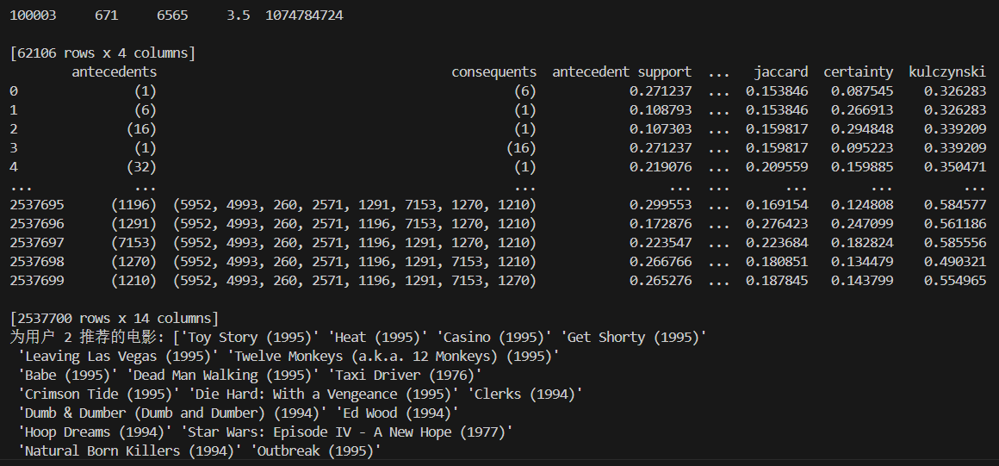 100003     671     6565     3.5  1074784724
[62106 rows x 4 columns]
antecedents                                   consequents  antecedent support  ...   jaccard  certainty  kulczynski
0               (1)                                           (6)            0.271237  ...  0.153846   0.087545    0.326283
1               (6)                                           (1)            0.108793  ...  0.153846   0.266913    0.326283
2              (16)                                           (1)            0.107303  ...  0.159817   0.294848    0.339209
3               (1)                                          (16)            0.271237  ...  0.159817   0.095223    0.339209
4              (32)                                           (1)            0.219076  ...  0.209559   0.159885    0.350471
...             ...                                           ...                 ...  ...       ...        ...         ...
2537695      (1196)  (5952, 4993, 260, 2571, 1291, 7153, 1270, 1210)            0.299553  ...  0.169154   0.124808    0.584577
2537696      (1291)  (5952, 4993, 260, 2571, 1196, 7153, 1270, 1210)            0.172876  ...  0.276423   0.247099    0.561186
2537697      (7153)  (5952, 4993, 260, 2571, 1196, 1291, 1270, 1210)            0.223547  ...  0.223684   0.182824    0.585556
2537698      (1270)  (5952, 4993, 260, 2571, 1196, 1291, 7153, 1210)            0.266766  ...  0.180851   0.134479    0.490321
2537699      (1210)  (5952, 4993, 260, 2571, 1196, 1291, 7153, 1270)            0.265276  ...  0.187845   0.143799    0.554965
[2537700 rows x 14 columns]
为用户 2 推荐的电影: ['Toy Story (1995)' 'Heat (1995)' 'Casino (1995)' 'Get Shorty (1995)'
'Leaving Las Vegas (1995)' 'Twelve Monkeys (a.k.a. 12 Monkeys) (1995)'
'Babe (1995)' 'Dead Man Walking (1995)' 'Taxi Driver (1976)'
'Crimson Tide (1995)' 'Die Hard: With a Vengeance (1995)' 'Clerks (1994)'
'Dumb & Dumber (Dumb and Dumber) (1994)' 'Ed Wood (1994)'
'Hoop Dreams (1994)' 'Star Wars: Episode IV - A New Hope (1977)'
'Natural Born Killers (1994)' 'Outbreak (1995)'